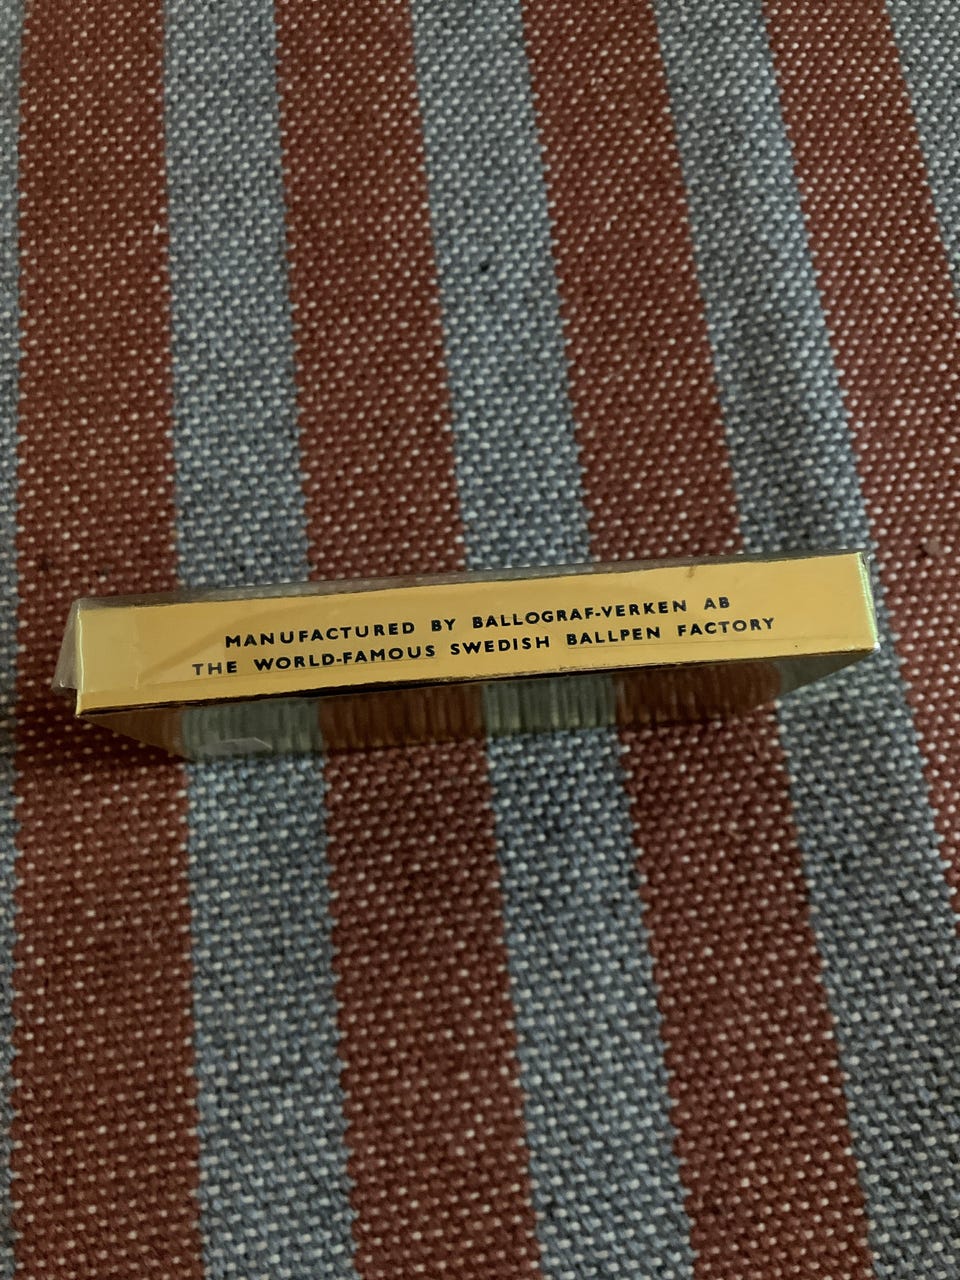 MANUFACTURED BY BALLOGRAF-VERKEN AB
THE WORLD-FAMOUS SWEDISH BALLPEN FACTORY